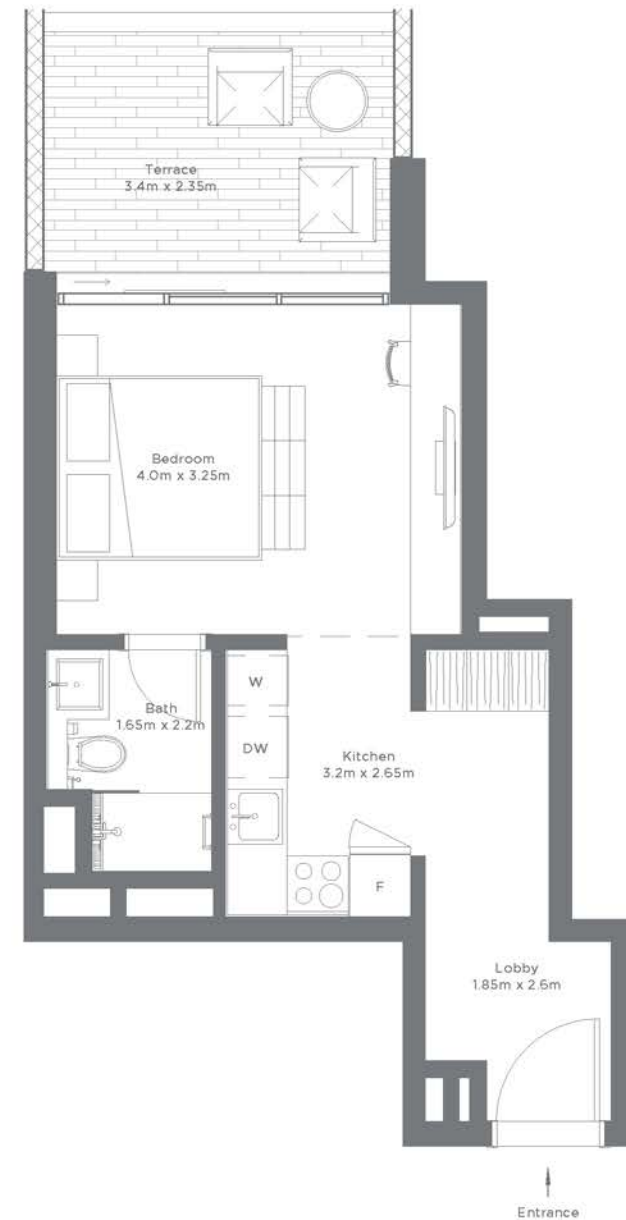 Terrace
3.4m x 2.35m
Bedroom
4.0m x 3.25m
Bath
1.65m x 2.2m
W
DW
Kitchen
3.2m x 2.65m
F
Lobby
1.85m x 2.6m
Entrance